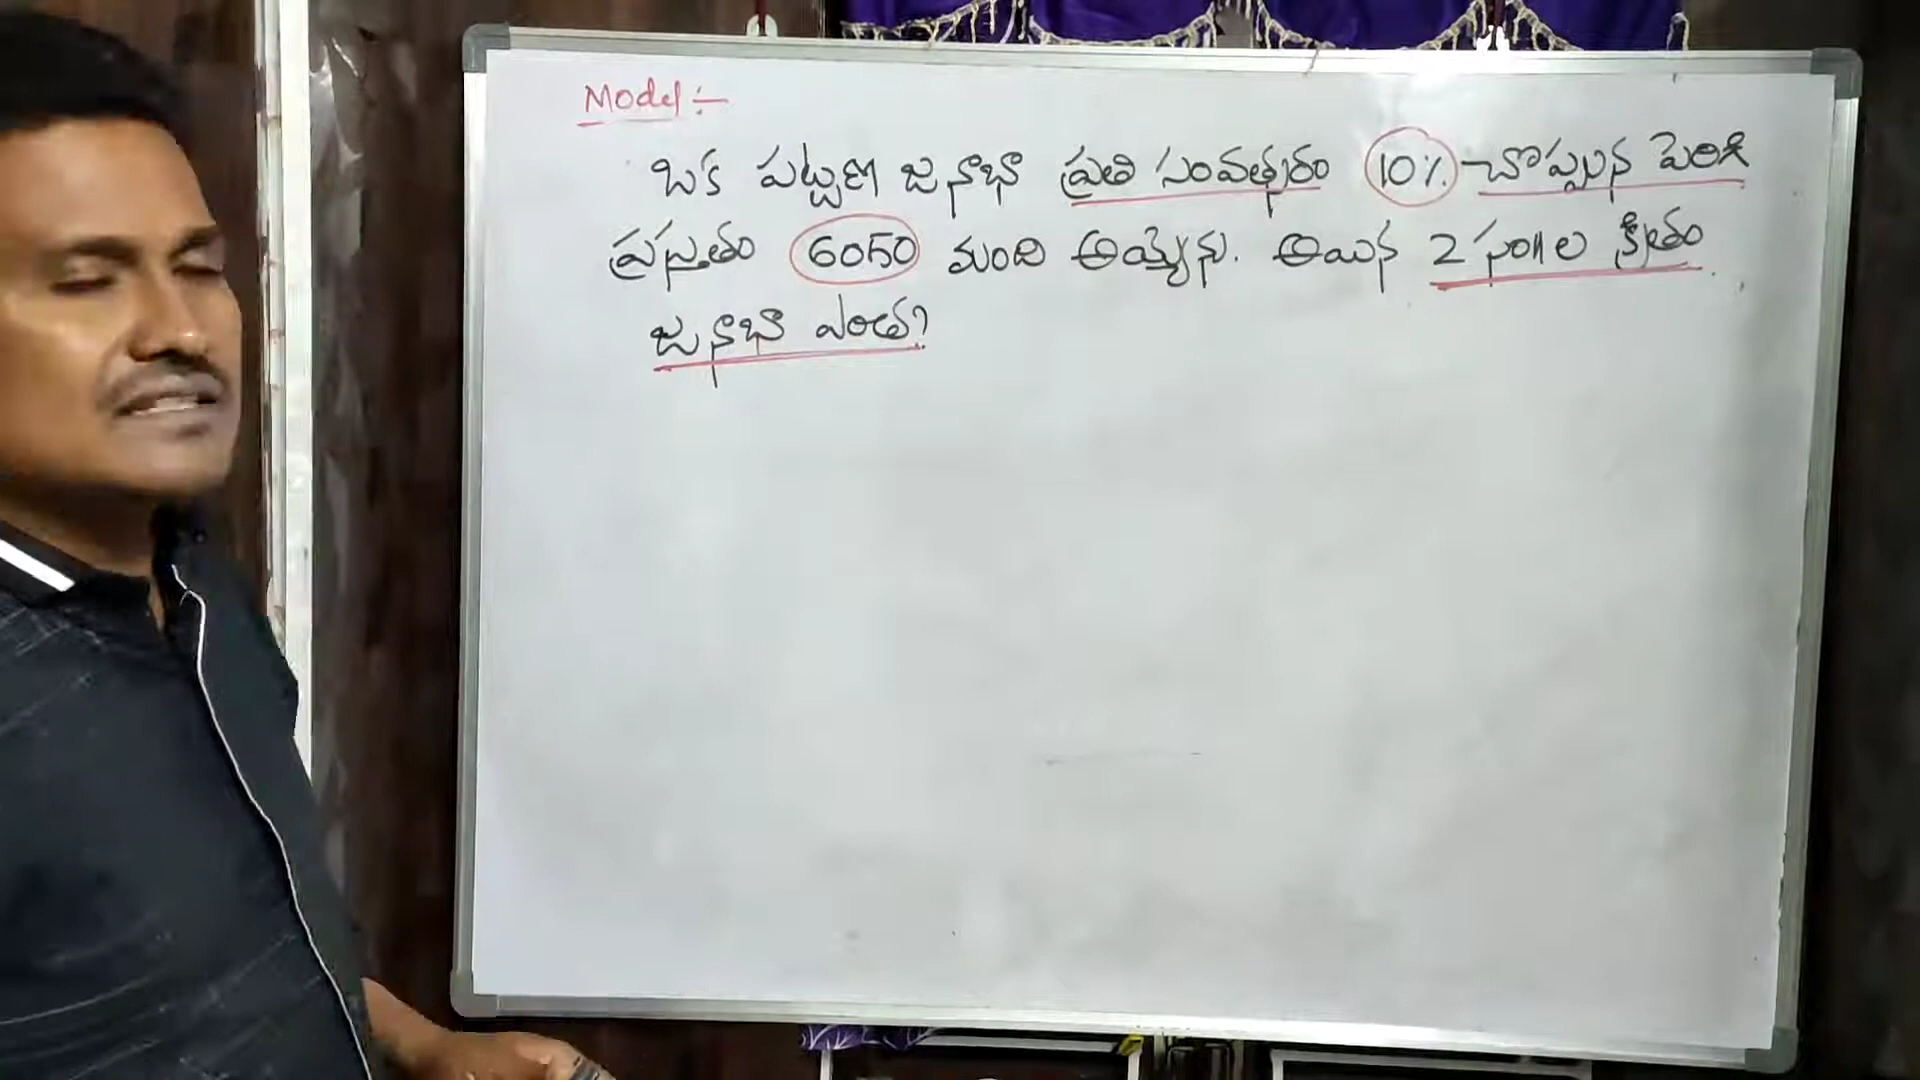 Model :-
ఒక పట్టణ జనాభా ప్రతి సంవత్సరం 10% చొప్పున పెరిగి
ప్రస్తుతం 6050 మంది అయ్యెను. అయిన 2 సం॥ల క్రితం
జనాభా ఎంత?